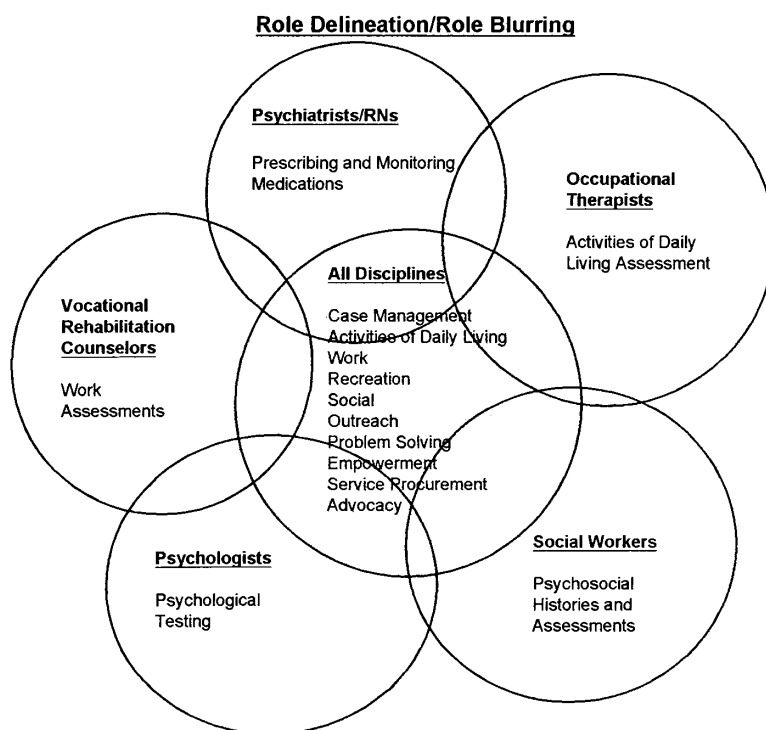 Role Delineation/Role Blurring
Psychiatrists/RNs
Prescribing and Monitoring
Medications
Occupational
Therapists
Activities of Daily
Living Assessment
All Disciplines
Case Management
Activities of Daily Living
Work
Recreation
Social
Outreach
Problem Solving
Empowerment
Service Procurement
Advocacy
Vocational
Rehabilitation
Counselors
Work
Assessments
Psychologists
Psychological
Testing
Social Workers
Psychosocial
Histories and
Assessments